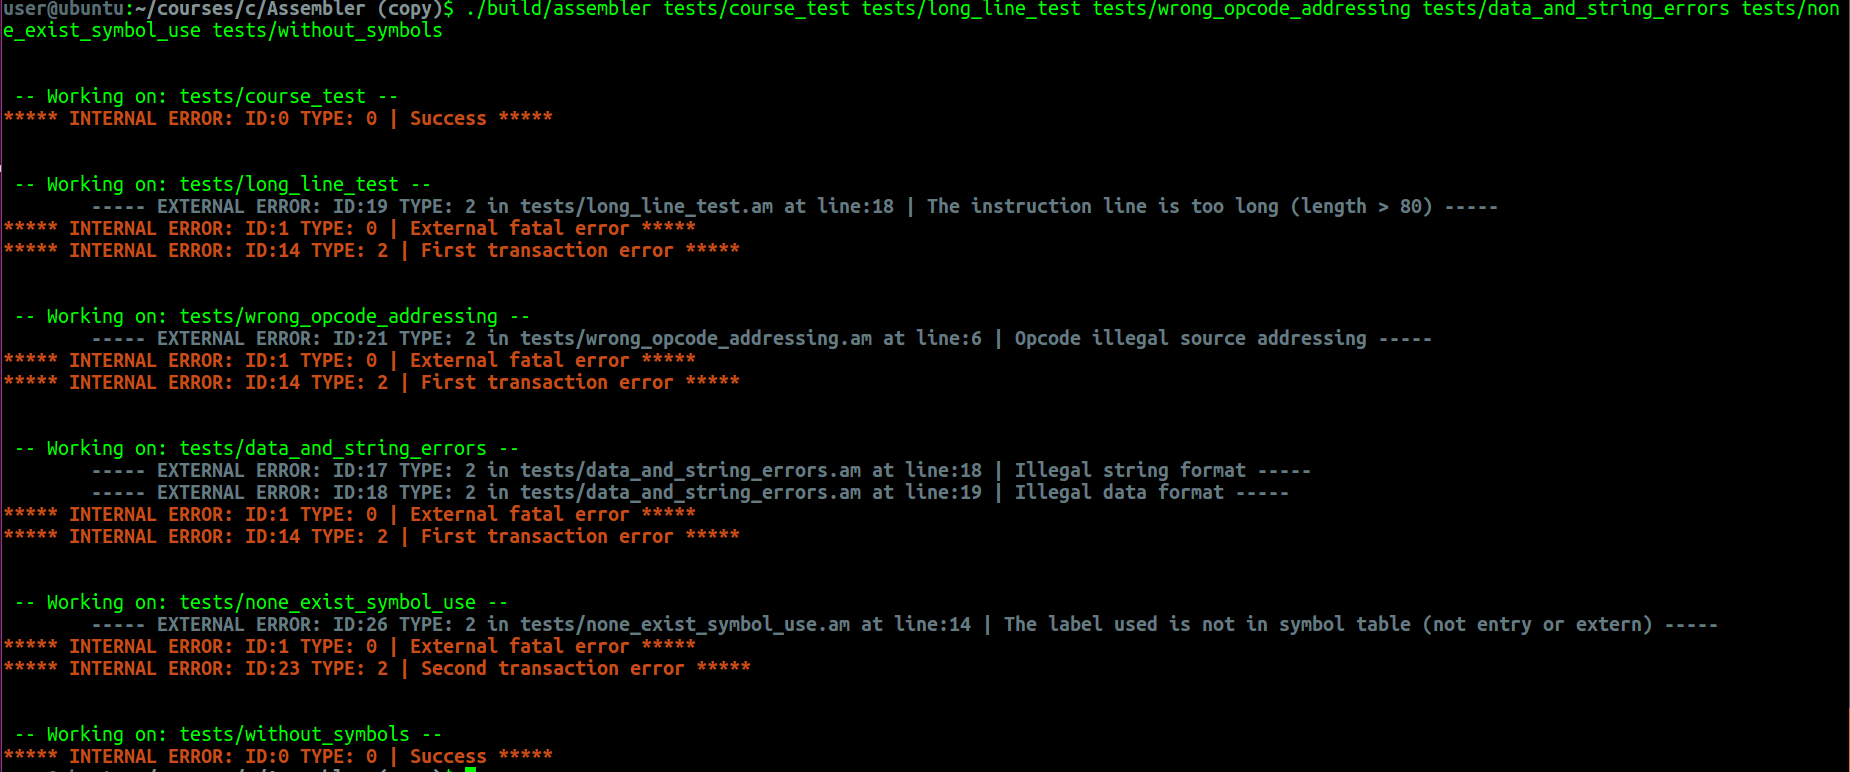 user@ubuntu:~/courses/c/Assembler (copy)$ ./build/assembler tests/course_test tests/long_line_test tests/wrong_opcode_addressing tests/data_and_string_errors tests/non
e_exist_symbol_use tests/without_symbols
-- Working on: tests/course_test --
***** INTERNAL ERROR: ID:0 TYPE: 0 | Success *****
-- Working on: tests/long_line_test --
----- EXTERNAL ERROR: ID:19 TYPE: 2 in tests/long_line_test.am at line:18 | The instruction line is too long (length > 80) -----
***** INTERNAL ERROR: ID:1 TYPE: 0 | External fatal error *****
***** INTERNAL ERROR: ID:14 TYPE: 2 | First transaction error *****
-- Working on: tests/wrong_opcode_addressing --
----- EXTERNAL ERROR: ID:21 TYPE: 2 in tests/wrong_opcode_addressing.am at line:6 | Opcode illegal source addressing -----
***** INTERNAL ERROR: ID:1 TYPE: 0 | External fatal error *****
***** INTERNAL ERROR: ID:14 TYPE: 2 | First transaction error *****
-- Working on: tests/data_and_string_errors --
----- EXTERNAL ERROR: ID:17 TYPE: 2 in tests/data_and_string_errors.am at line:18 | Illegal string format -----
----- EXTERNAL ERROR: ID:18 TYPE: 2 in tests/data_and_string_errors.am at line:19 | Illegal data format -----
***** INTERNAL ERROR: ID:1 TYPE: 0 | External fatal error *****
***** INTERNAL ERROR: ID:14 TYPE: 2 | First transaction error *****
-- Working on: tests/none_exist_symbol_use --
----- EXTERNAL ERROR: ID:26 TYPE: 2 in tests/none_exist_symbol_use.am at line:14 | The label used is not in symbol table (not entry or extern) -----
***** INTERNAL ERROR: ID:1 TYPE: 0 | External fatal error *****
***** INTERNAL ERROR: ID:23 TYPE: 2 | Second transaction error *****
-- Working on: tests/without_symbols --
***** INTERNAL ERROR: ID:0 TYPE: 0 | Success *****